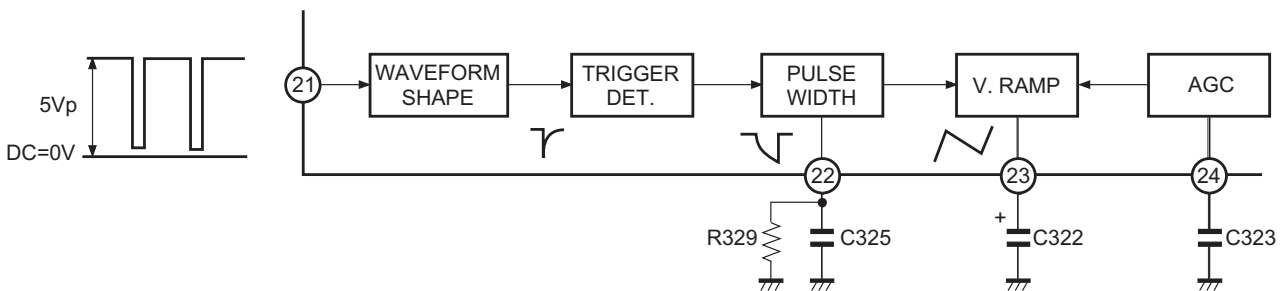 5Vp
DC=0V
21
WAVEFORM
SHAPE
TRIGGER
DET.
PULSE
WIDTH
V. RAMP
AGC
22
23
24
R329
C325
+
C322
C323